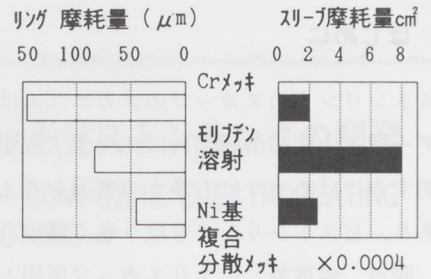 リング 摩耗量 (μm)
スリーブ摩耗量cm²
50 100 50 0
0 2 4 6 8
Crメッキ
モリブデン
溶射
Ni基
複合
分散メッキ
×0.0004